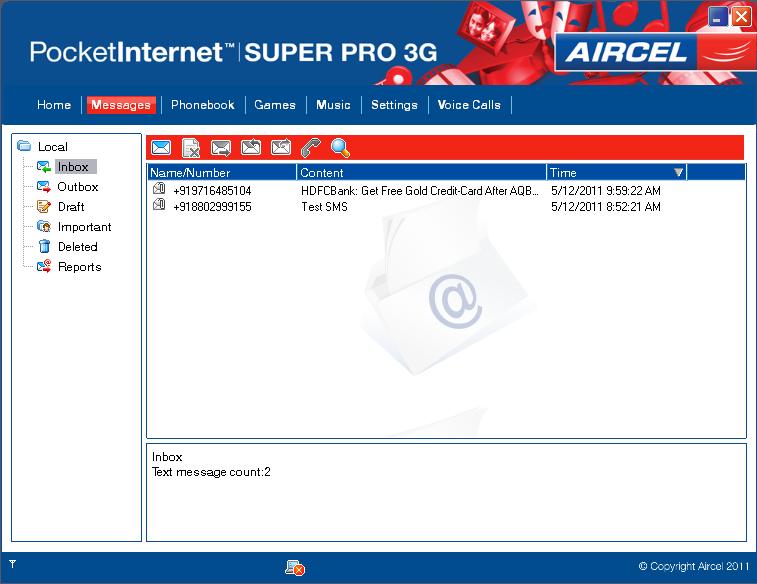 PocketInternet™ | SUPER PRO 3G
AIRCEL
Home | Messages | Phonebook | Games | Music | Settings | Voice Calls |
Local
Inbox
Outbox
Draft
Important
Deleted
Reports
Name/Number Content Time
+919716485104 HDFCBank: Get Free Gold Credit-Card After AQB... 5/12/2011 9:59:22 AM
+918802999155 Test SMS 5/12/2011 8:52:21 AM
@
Inbox
Text message count:2
© Copyright Aircel 2011